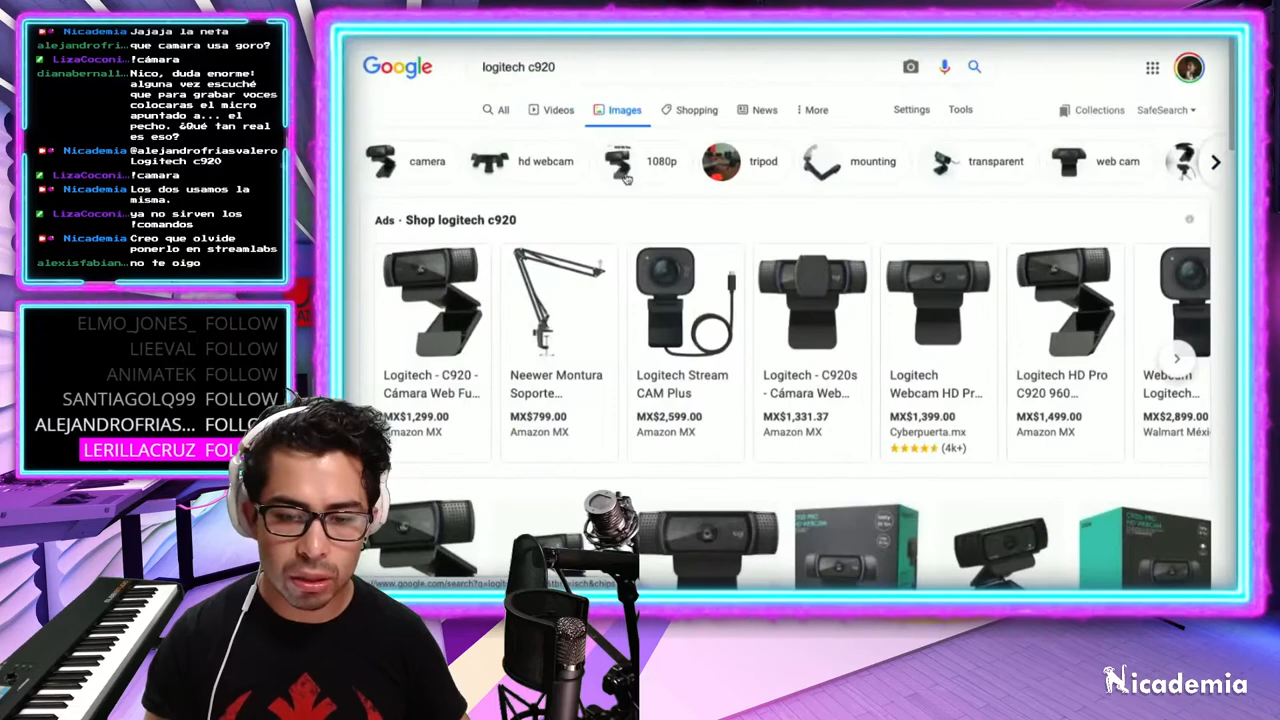 Nicademia Jajaja la neta
alejandrofri... que camara usa goro?
LizaCoconi... !cámara
dianabernall... Nico, duda enorme:
alguna vez escuché
que para grabar voces
colocaras el micro
apuntado a... el
pecho. ¿Qué tan real
es eso?
Nicademia @alejandrofriasvalero
Logitech c920
LizaCoconi... !camara
Nicademia Los dos usamos la
misma.
LizaCoconi... ya no sirven los
!comandos
Nicademia Creo que olvide
ponerlo en streamlabs
alexisfabian... no te oigo
ELMO_JONES_ FOLLOW
LIEEVAL FOLLOW
ANIMATEK FOLLOW
SANTIAGOLQ99 FOLLOW
ALEJANDROFRIAS...
LERILLACRUZ
Google logitech c920
All Videos Images Shopping News More Settings Tools Collections SafeSearch
camera hd webcam 1080p tripod mounting transparent web cam
Ads · Shop logitech c920
Logitech - C920 -
Cámara Web Fu...
MX$1,299.00
Amazon MX
Neewer Montura
Soporte...
MX$799.00
Amazon MX
Logitech Stream
CAM Plus
MX$2,599.00
Amazon MX
Logitech - C920s
- Cámara Web...
MX$1,331.37
Amazon MX
Logitech
Webcam HD Pr...
MX$1,399.00
Cyberpuerta.mx
(4k+)
Logitech HD Pro
C920 960...
MX$1,499.00
Amazon MX
Logitech...
MX$2,899.00
Walmart Méxi
Nicademia